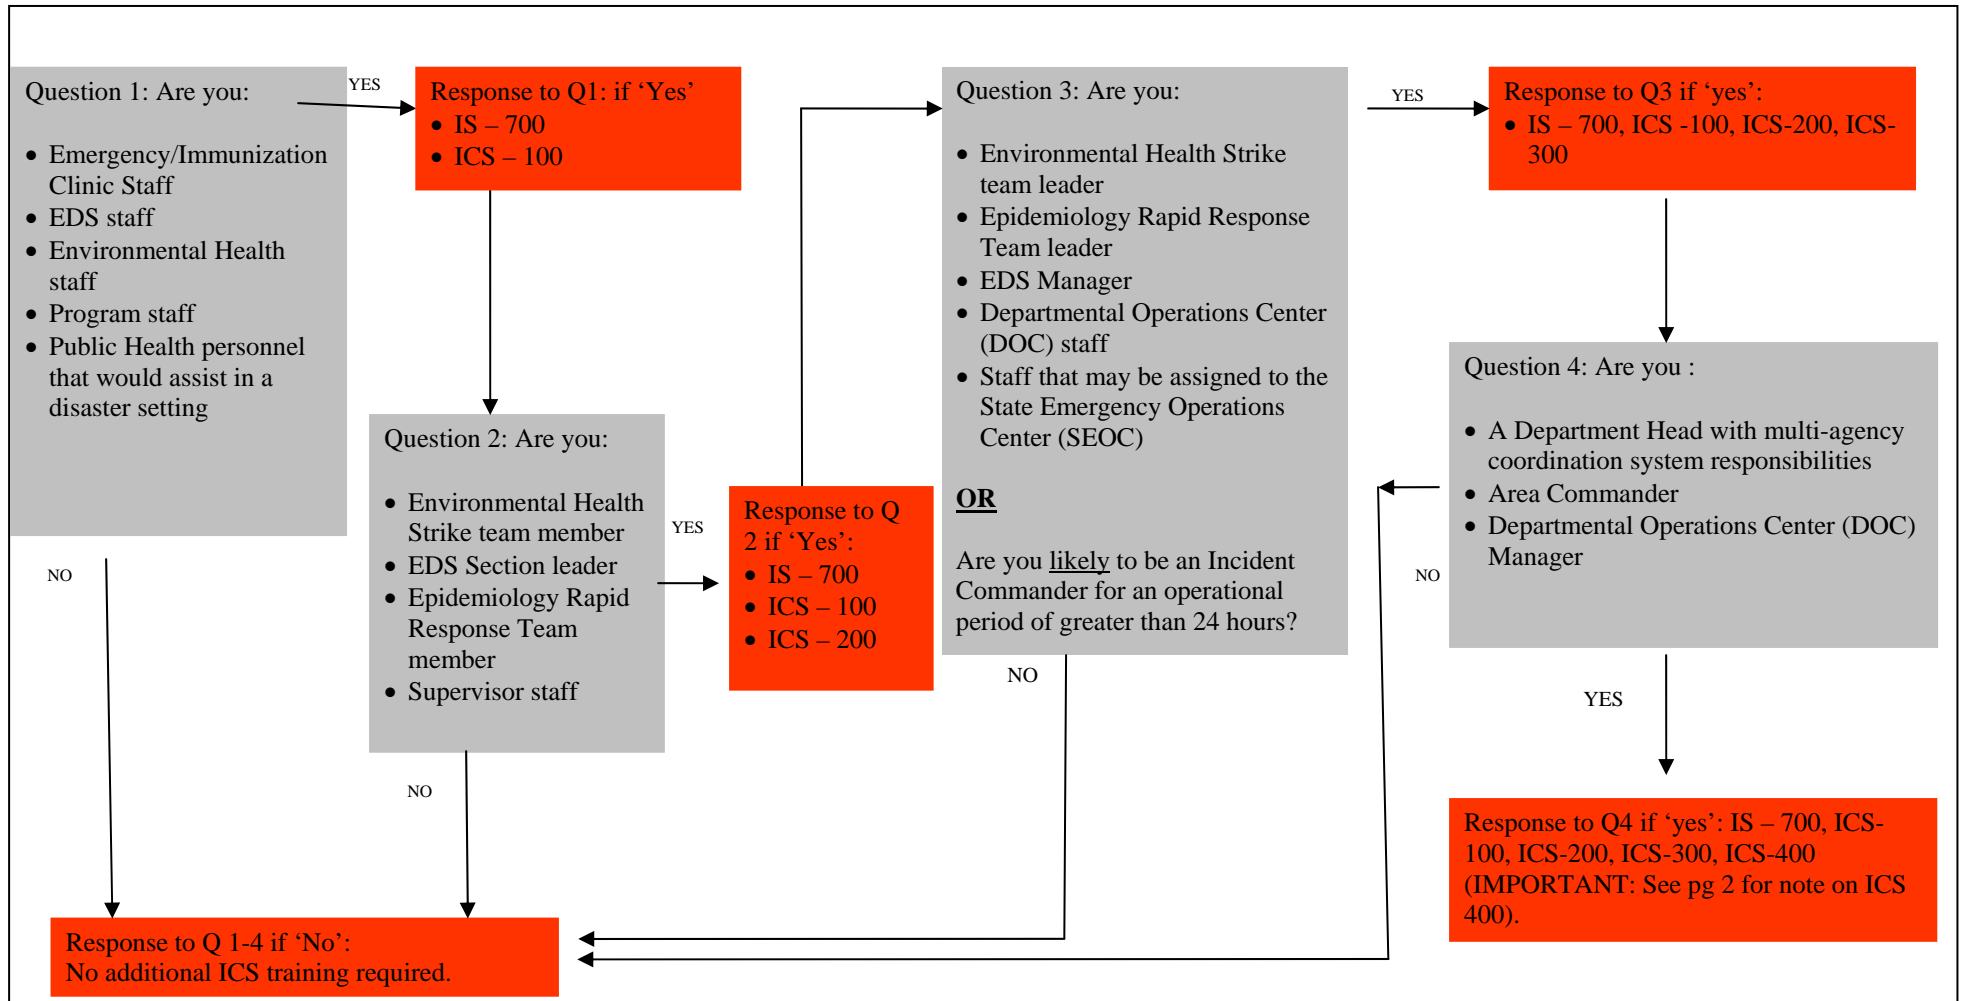 Question 1: Are you:
• Emergency/Immunization
Clinic Staff
• EDS staff
• Environmental Health
staff
• Program staff
• Public Health personnel
that would assist in a
disaster setting
YES
NO
Response to Q1: if ‘Yes’
• IS – 700
• ICS – 100
Question 2: Are you:
• Environmental Health
Strike team member
• EDS Section leader
• Epidemiology Rapid
Response Team
member
• Supervisor staff
YES
NO
Response to Q
2 if ‘Yes’:
• IS – 700
• ICS – 100
• ICS – 200
Question 3: Are you:
• Environmental Health Strike
team leader
• Epidemiology Rapid Response
Team leader
• EDS Manager
• Departmental Operations Center
(DOC) staff
• Staff that may be assigned to the
State Emergency Operations
Center (SEOC)
OR
Are you likely to be an Incident
Commander for an operational
period of greater than 24 hours?
YES
NO
Response to Q3 if ‘yes’:
• IS – 700, ICS -100, ICS-200, ICS-
300
Question 4: Are you :
• A Department Head with multi-agency
coordination system responsibilities
• Area Commander
• Departmental Operations Center (DOC)
Manager
NO
YES
Response to Q4 if ‘yes’: IS – 700, ICS-
100, ICS-200, ICS-300, ICS-400
(IMPORTANT: See pg 2 for note on ICS
400).
Response to Q 1-4 if ‘No’:
No additional ICS training required.